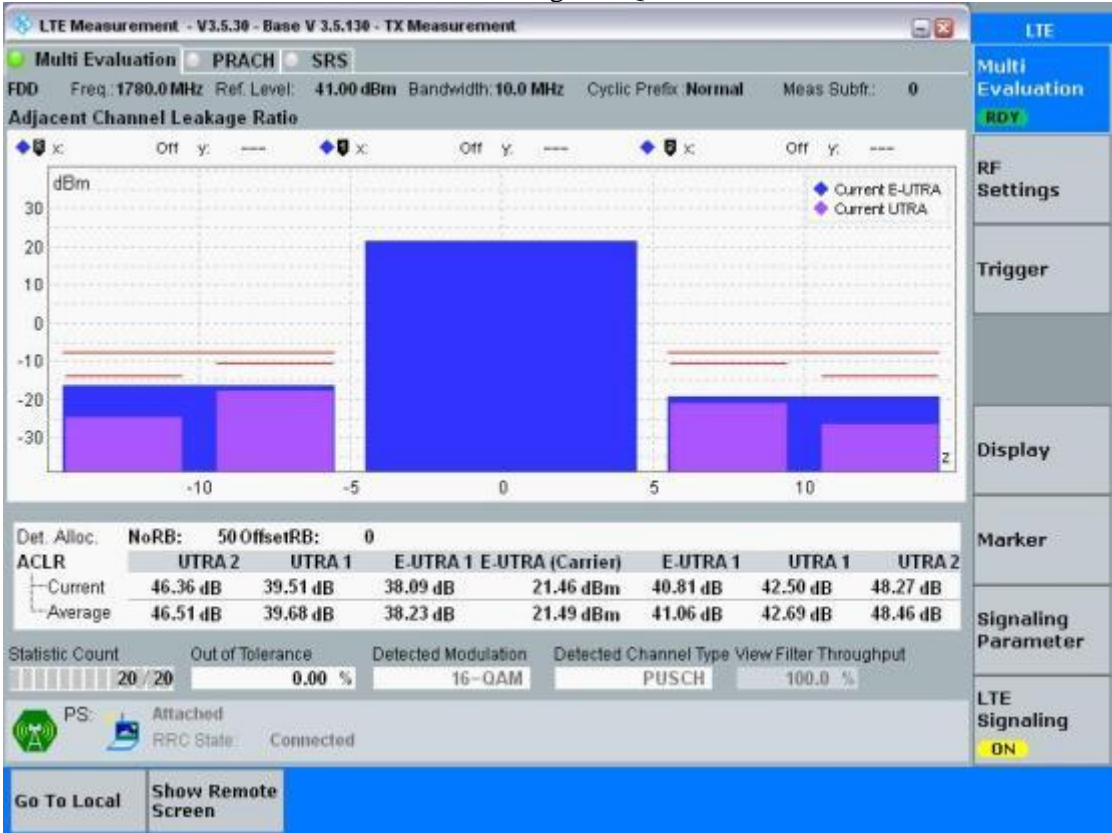 LTE Measurement - V3.5.30 - Base V 3.5.130 - TX Measurement
LTE
Multi Evaluation PRACH SRS
Multi
Evaluation
RDY
FDD Freq.: 1780.0 MHz Ref. Level: 41.00 dBm Bandwidth: 10.0 MHz Cyclic Prefix: Normal Meas Subfr.: 0
Adjacent Channel Leakage Ratio
x: Off y: --- x: Off y: --- x: Off y: ---
dBm
Current E-UTRA
Current UTRA
30
20
10
0
-10
-20
-30
z
-10 -5 0 5 10
RF
Settings
Trigger
Display
Marker
Signaling
Parameter
LTE
Signaling
ON
Det. Alloc. NoRB: 50 OffsetRB: 0
ACLR UTRA 2 UTRA 1 E-UTRA 1 E-UTRA (Carrier) E-UTRA 1 UTRA 1 UTRA 2
Current 46.36 dB 39.51 dB 38.09 dB 21.46 dBm 40.81 dB 42.50 dB 48.27 dB
Average 46.51 dB 39.68 dB 38.23 dB 21.49 dBm 41.06 dB 42.69 dB 48.46 dB
Statistic Count Out of Tolerance Detected Modulation Detected Channel Type View Filter Throughput
20 / 20 0.00 % 16-QAM PUSCH 100.0 %
PS: Attached
RRC State: Connected
Go To Local
Show Remote
Screen